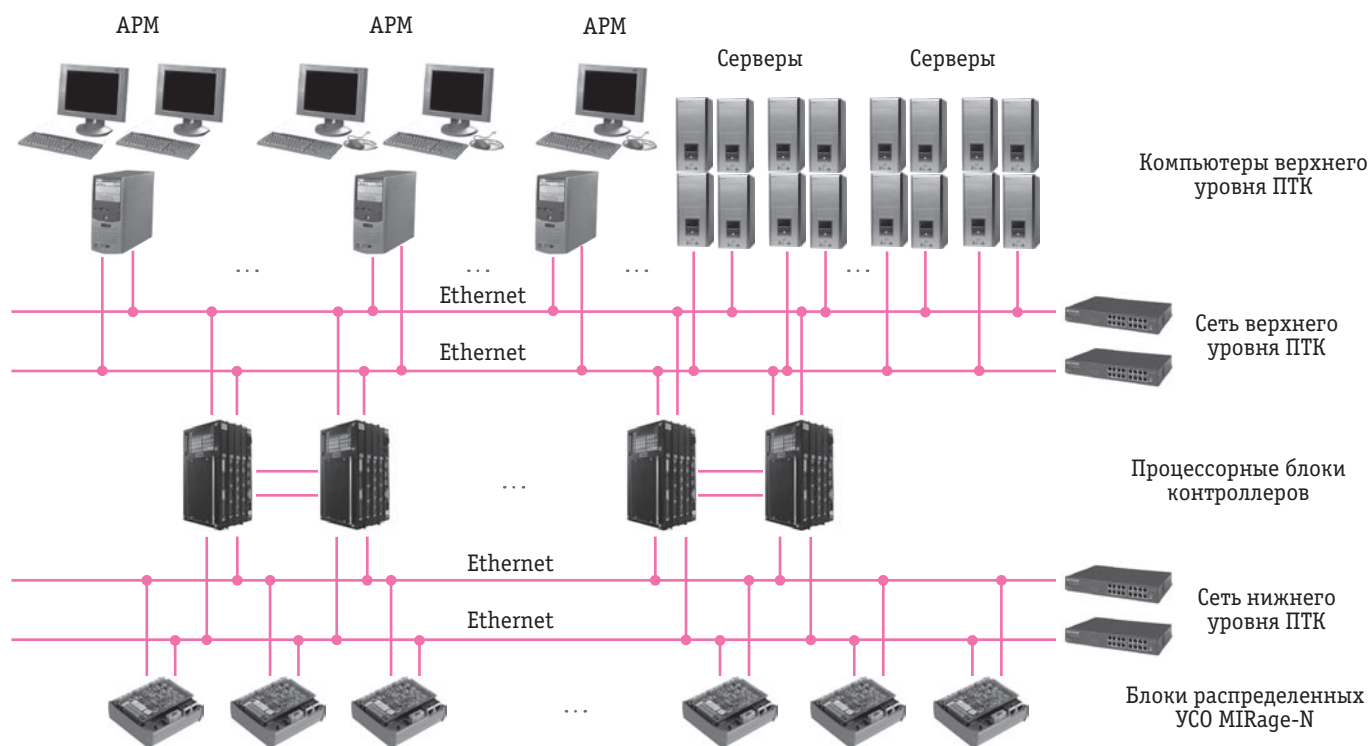 АРМ
АРМ
АРМ
Серверы
Серверы
Компьютеры верхнего
уровня ПТК
...
...
...
...
Ethernet
Сеть верхнего
уровня ПТК
Ethernet
Процессорные блоки
контроллеров
...
Ethernet
Сеть нижнего
уровня ПТК
Ethernet
Блоки распределенных
УСО MIRage-N
...